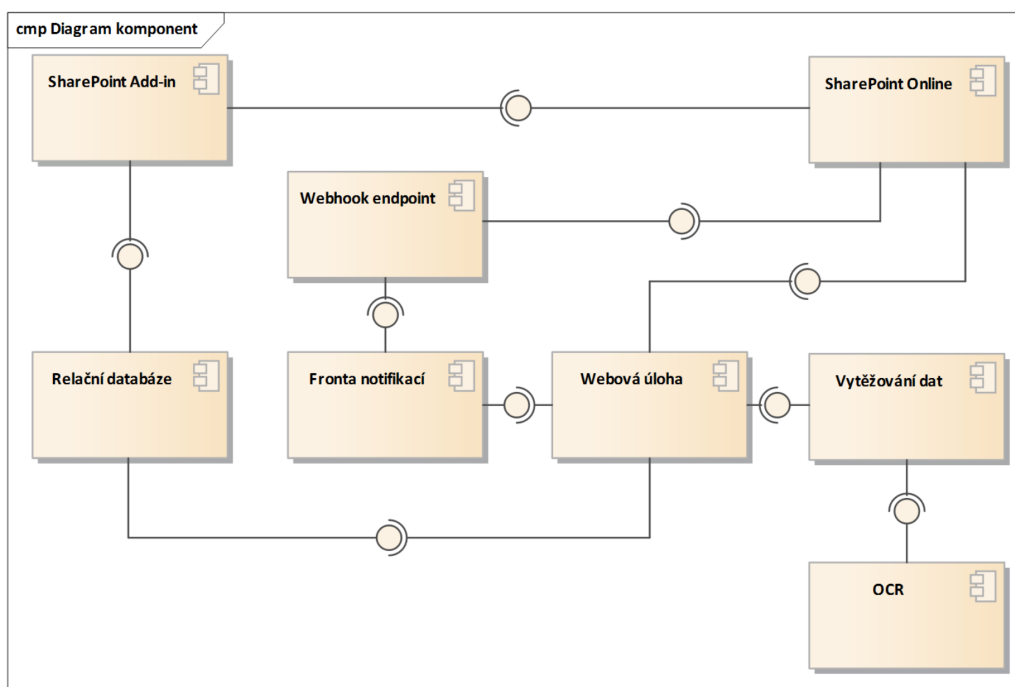 cmp Diagram komponent
SharePoint Add-in
SharePoint Online
Webhook endpoint
Relační databáze
Fronta notifikací
Webová úloha
Vytěžování dat
OCR